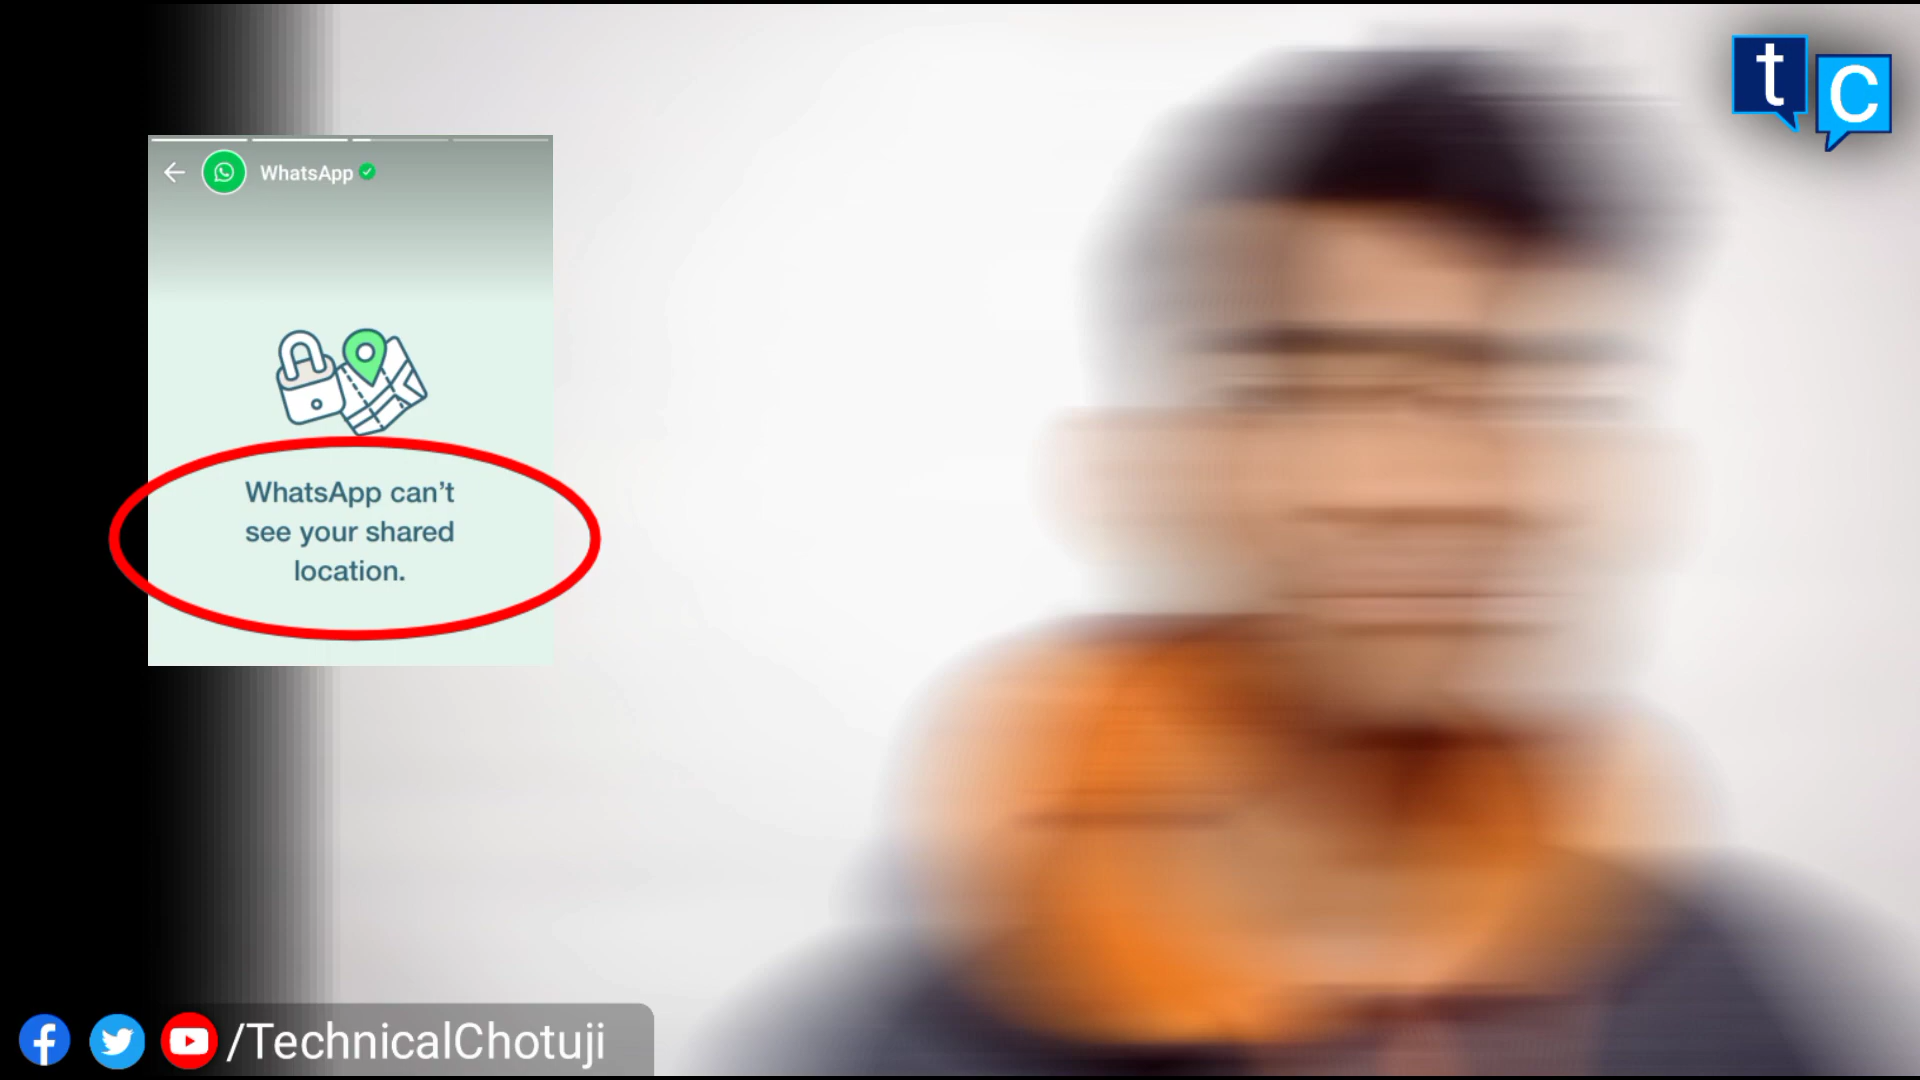 tc
WhatsApp
WhatsApp can't
see your shared
location.
/TechnicalChotuji